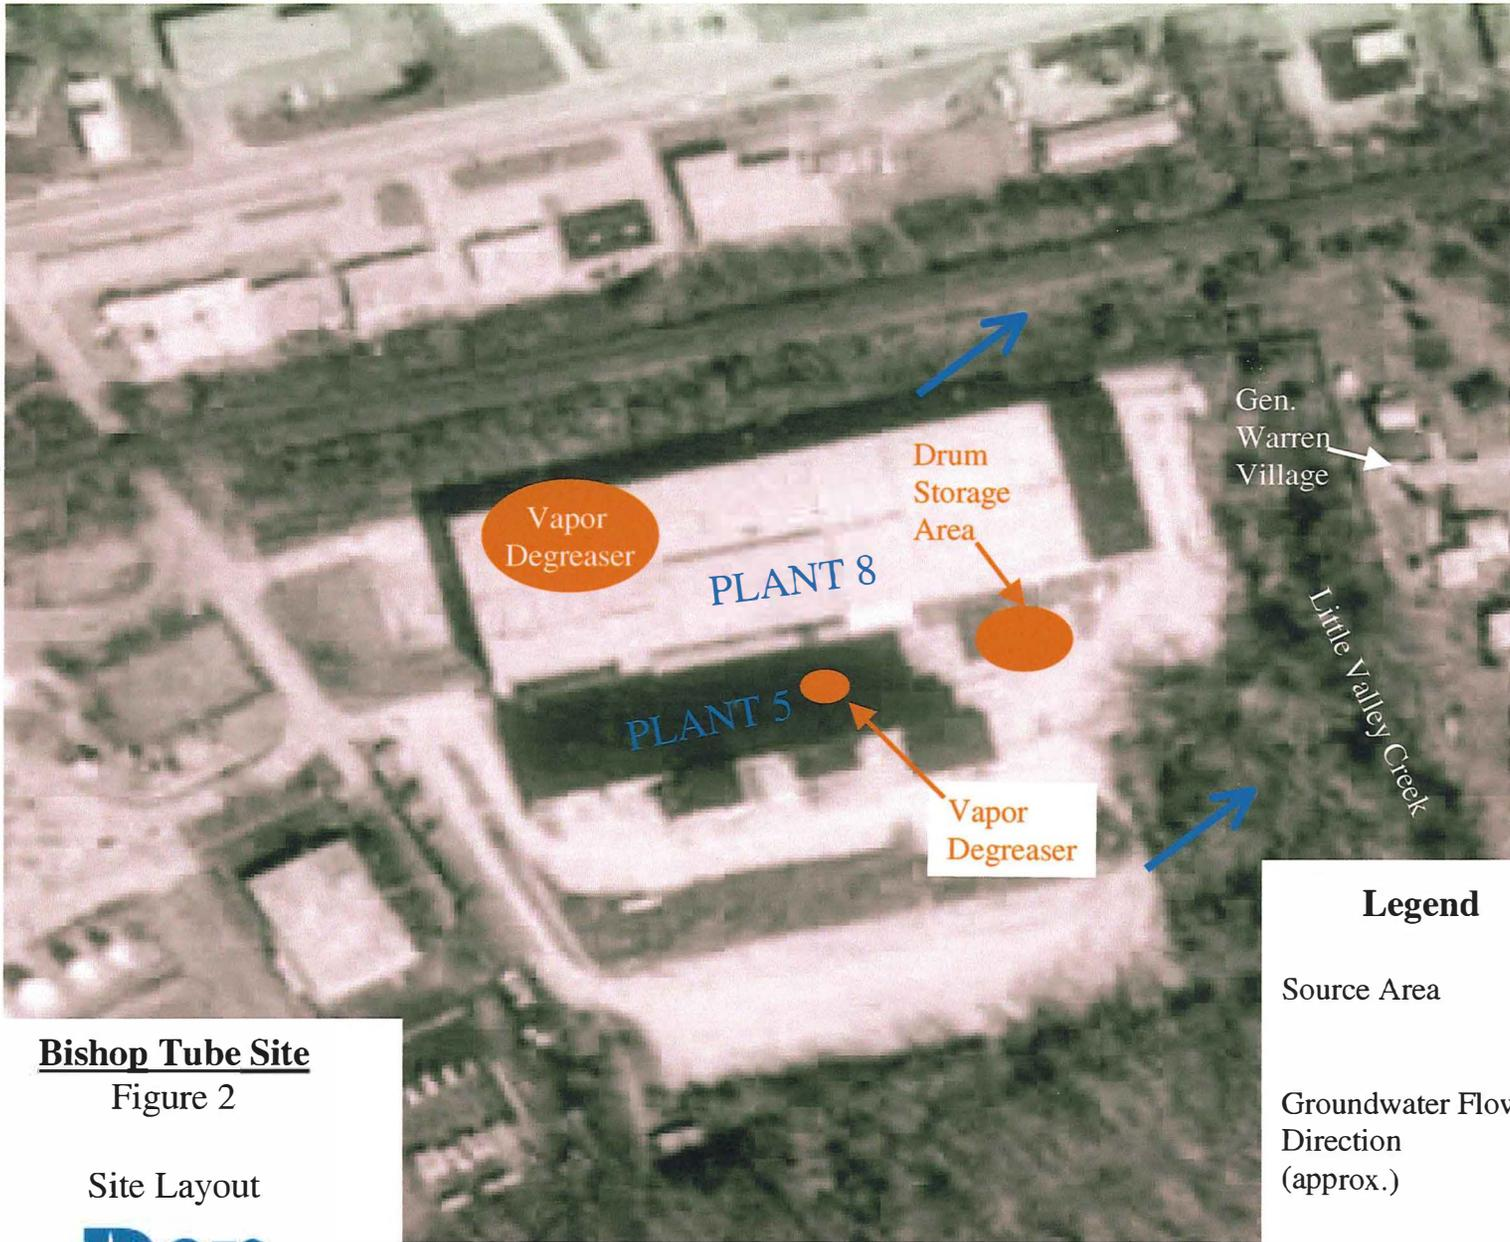 Gen.
Warren
Village
Drum
Storage
Area
Vapor
Degreaser
PLANT 8
PLANT 5
Little Valley Creek
Vapor
Degreaser
Legend
Source Area
Groundwater Flow
Direction
(approx.)
Bishop Tube Site
Figure 2
Site Layout